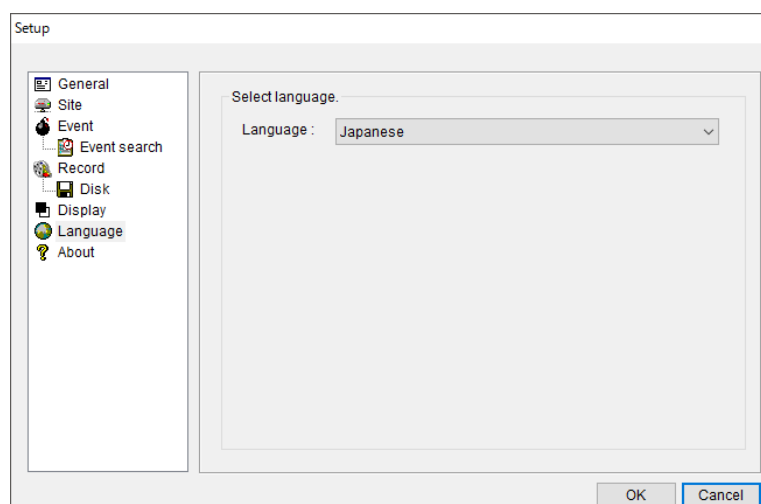 Setup
General
Site
Event
Event search
Record
Disk
Display
Language
About
Select language.
Language : Japanese
OK Cancel